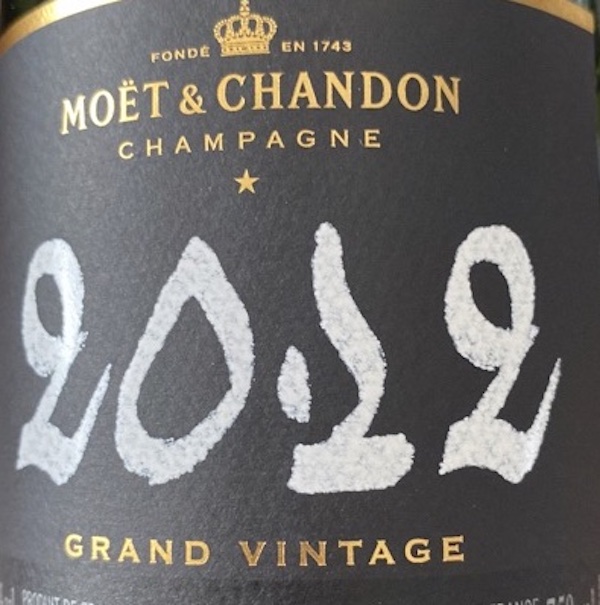 FONDÉ EN 1743
MOËT & CHANDON
CHAMPAGNE
2012
GRAND VINTAGE